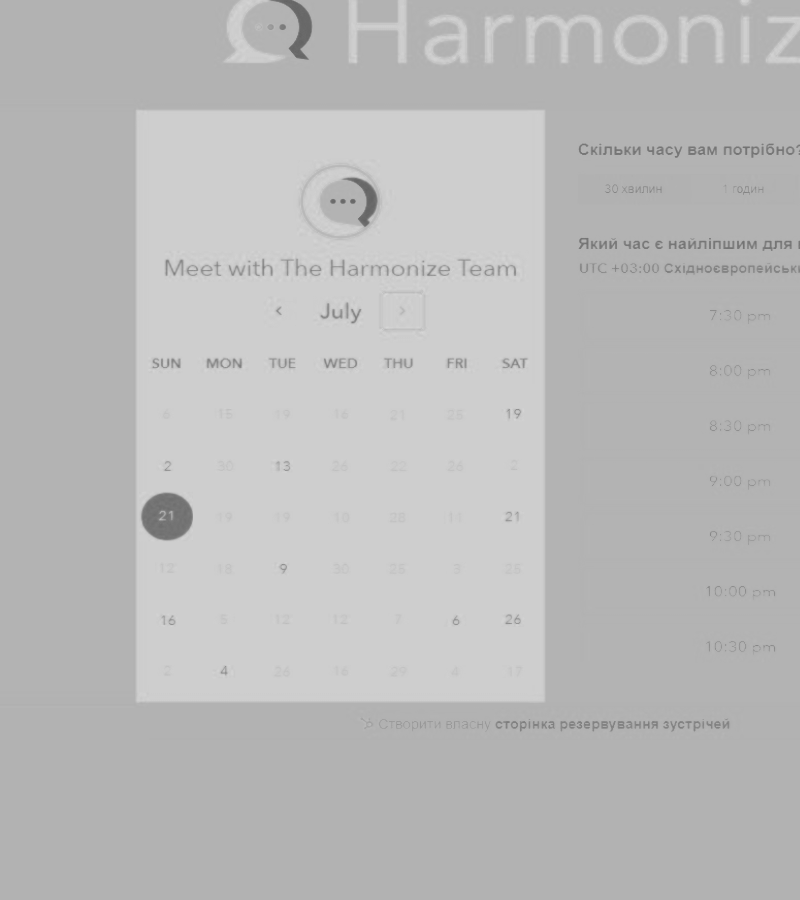 Harmoniz
Meet with The Harmonize Team
July
SUN MON TUE WED THU FRI SAT
6 15 19 16 21 25 19
2 30 13 26 22 26 2
21 19 19 10 28 11 21
12 18 9 30 25 3 25
16 5 12 12 7 6 26
2 4 26 16 29 4 17
Скільки часу вам потрібно?
30 хвилин 1 годин
Який час є найліпшим для
UTC +03:00 Східноєвропейськ
7:30 pm
8:00 pm
8:30 pm
9:00 pm
9:30 pm
10:00 pm
10:30 pm
Створити власну сторінка резервування зустрічей